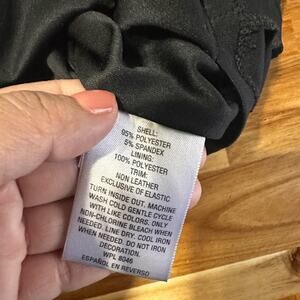 SHELL:
95% POLYESTER
5% SPANDEX
LINING:
100% POLYESTER
TRIM:
NON LEATHER
EXCLUSIVE OF ELASTIC
TURN INSIDE OUT. MACHINE
WASH COLD GENTLE CYCLE
WITH LIKE COLORS. ONLY
NON-CHLORINE BLEACH WHEN
NEEDED. LINE DRY. COOL IRON
WHEN NEEDED. DO NOT IRON
DECORATION.
WPL 8046
ESPAÑOL EN REVERSO